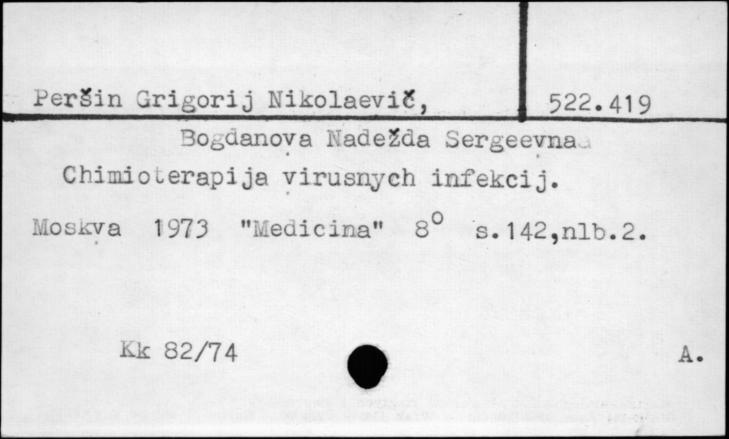 Peršin Grigorij Nikolaevič, 522.419
Bogdanova Nadežda Sergeevna
Chimioterapija virusnych infekcij.
Moskva 1973 "Medicina" 8° s.142,nlb.2.
Kk 82/74 A.